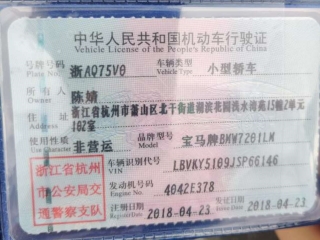 中华人民共和国机动车行驶证
Vehicle License of the People's Republic of China
号牌号码 Plate No. 浙AQ75V0 车辆类型 Vehicle Type 小型轿车
所有人 Owner 陈婧
住址 浙江省杭州市萧山区北干街道湖滨花园浅水湾苑15幢2单元
102室
使用性质 非营运 品牌型号 Model 宝马牌BMW7201LM
浙江省杭州
市公安局交
通警察支队
车辆识别代号 VIN LBVKY5109JSP66146
发动机号码 Engine No. 4042E378
注册日期 Register Date 2018-04-23 发证日期 Issue Date 2018-04-23